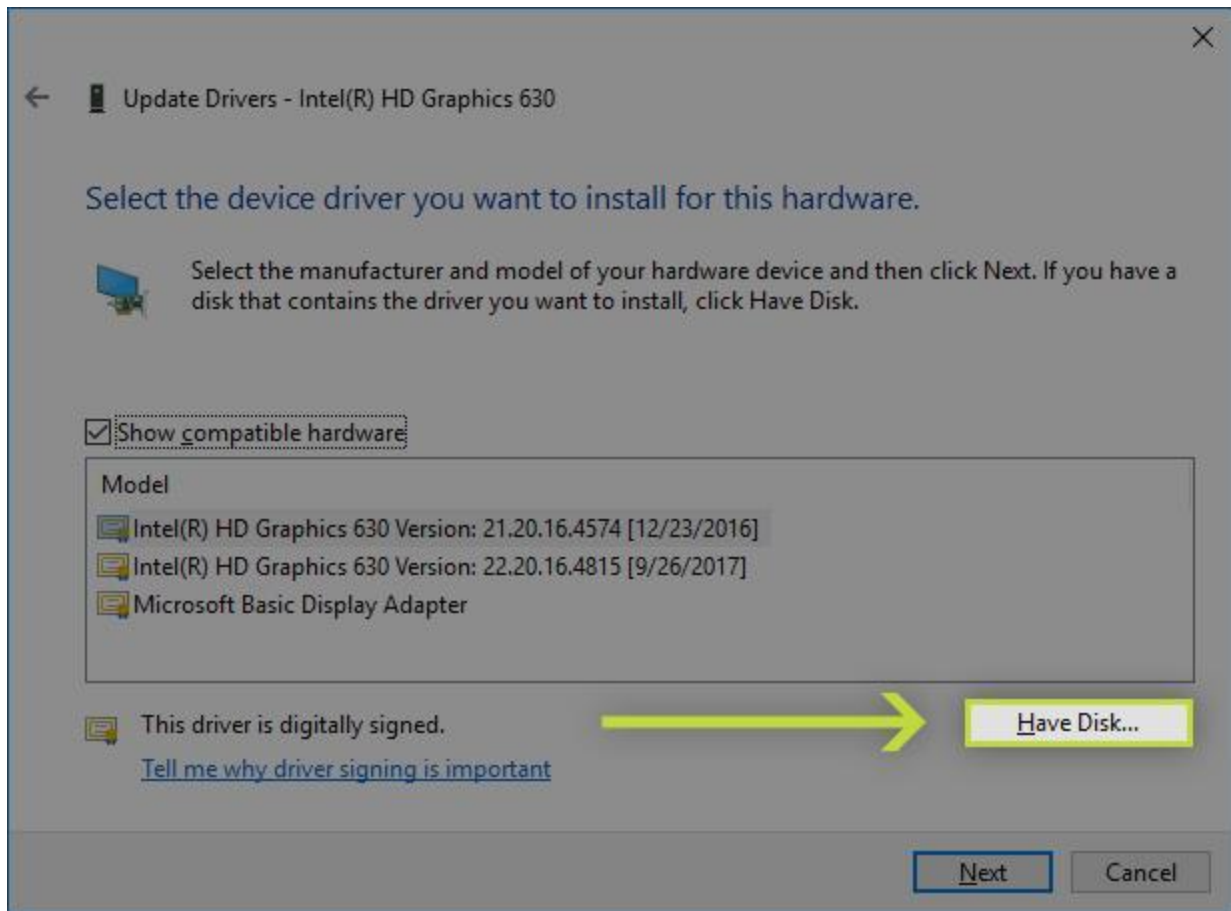 Update Drivers - Intel(R) HD Graphics 630
Select the device driver you want to install for this hardware.
Select the manufacturer and model of your hardware device and then click Next. If you have a
disk that contains the driver you want to install, click Have Disk.
Show compatible hardware
Model
Intel(R) HD Graphics 630 Version: 21.20.16.4574 [12/23/2016]
Intel(R) HD Graphics 630 Version: 22.20.16.4815 [9/26/2017]
Microsoft Basic Display Adapter
This driver is digitally signed.
Have Disk...
Tell me why driver signing is important
Next
Cancel